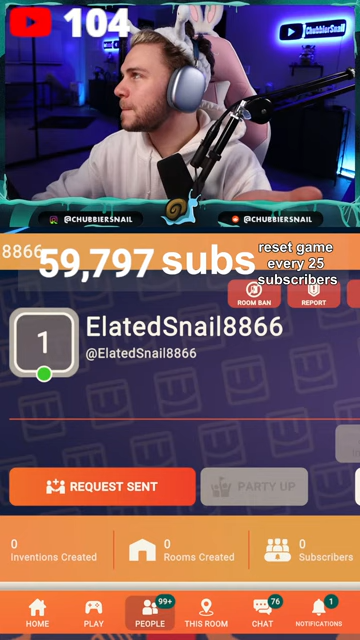 104
ChubbierSnail
@CHUBBIERSNAIL
@CHUBBIERSNAIL
8866
59,797 subs
reset game
every 25
subscribers
ROOM BAN
REPORT
1
ElatedSnail8866
@ElatedSnail8866
REQUEST SENT
PARTY UP
0
Inventions Created
0
Rooms Created
0
Subscribers
99+
76
1
HOME
PLAY
PEOPLE
THIS ROOM
CHAT
NOTIFICATIONS